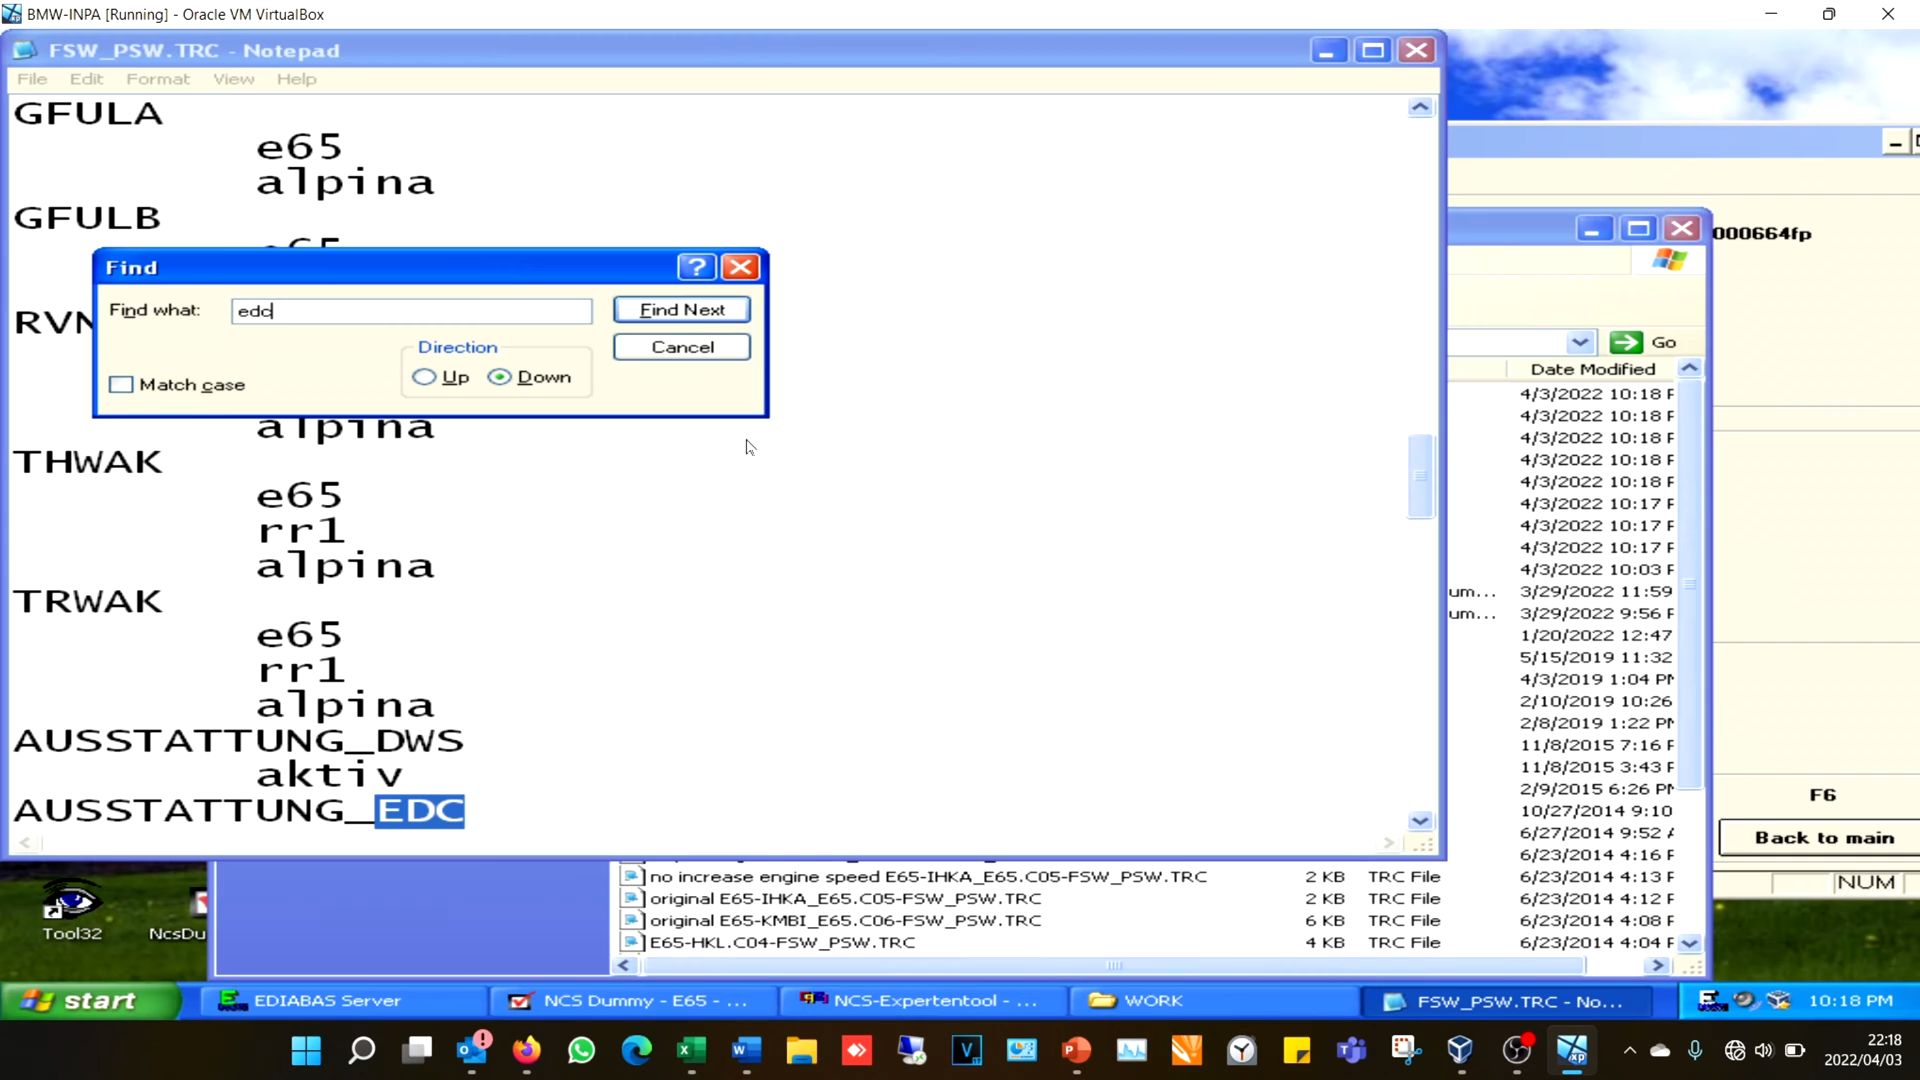 BMW-INPA [Running] - Oracle VM VirtualBox
FSW_PSW.TRC - Notepad
File Edit Format View Help
GFULA
e65
alpina
GFULB
Find
Find what: edc
Find Next
Cancel
Direction
Up Down
Match case
alpina
THWAK
e65
rr1
alpina
TRWAK
e65
rr1
alpina
AUSSTATTUNG_DWS
aktiv
AUSSTATTUNG_EDC
000664fp
Go
Date Modified
4/3/2022 10:18 P
4/3/2022 10:18 P
4/3/2022 10:18 P
4/3/2022 10:18 P
4/3/2022 10:18 P
4/3/2022 10:17 P
4/3/2022 10:17 P
4/3/2022 10:17 P
4/3/2022 10:03 P
um... 3/29/2022 11:59
um... 3/29/2022 9:56 P
1/20/2022 12:47
5/15/2019 11:32
4/3/2019 1:04 PM
2/10/2019 10:26
2/8/2019 1:22 PM
11/8/2015 7:16 P
11/8/2015 3:43 P
2/9/2015 6:26 PM
10/27/2014 9:10
6/27/2014 9:52 A
6/23/2014 4:16 P
no increase engine speed E65-IHKA_E65.C05-FSW_PSW.TRC 2 KB TRC File 6/23/2014 4:13 P
original E65-IHKA_E65.C05-FSW_PSW.TRC 2 KB TRC File 6/23/2014 4:12 P
original E65-KMBI_E65.C06-FSW_PSW.TRC 6 KB TRC File 6/23/2014 4:08 P
E65-HKL.C04-FSW_PSW.TRC 4 KB TRC File 6/23/2014 4:04 P
F6
Back to main
NUM
Tool32
NcsDu
start
EDIABAS Server
NCS Dummy - E65 - ...
NCS-Expertentool - ...
WORK
FSW_PSW.TRC - No...
10:18 PM
22:18
2022/04/03